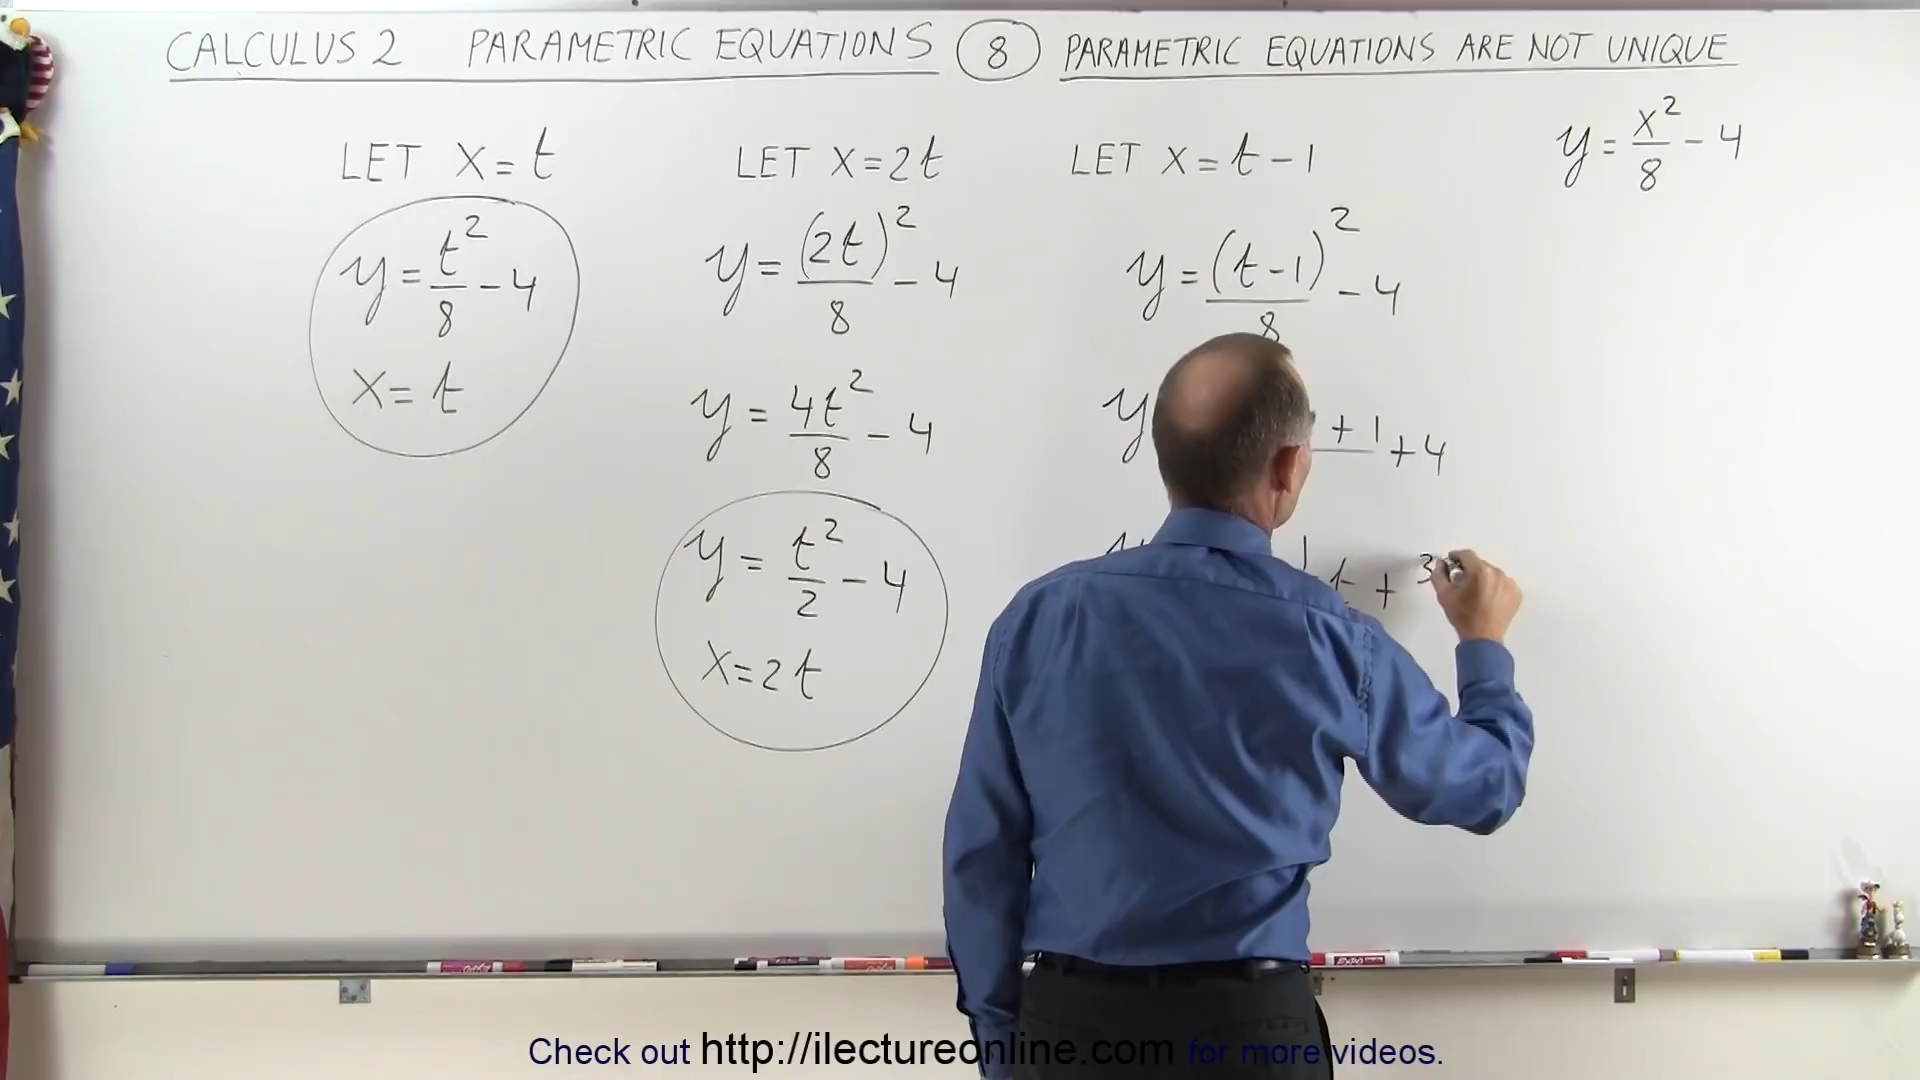 CALCULUS 2 PARAMETRIC EQUATIONS 8 PARAMETRIC EQUATIONS ARE NOT UNIQUE
y = x²/8 - 4
LET x = t
y = t²/8 - 4
x = t
LET x = 2t
y = (2t)²/8 - 4
y = 4t²/8 - 4
y = t²/2 - 4
x = 2t
LET x = t - 1
y = (t-1)²/8 - 4
y + 1 + 4
t + 3
EXPO
Check out http://ilectureonline.com for more videos.